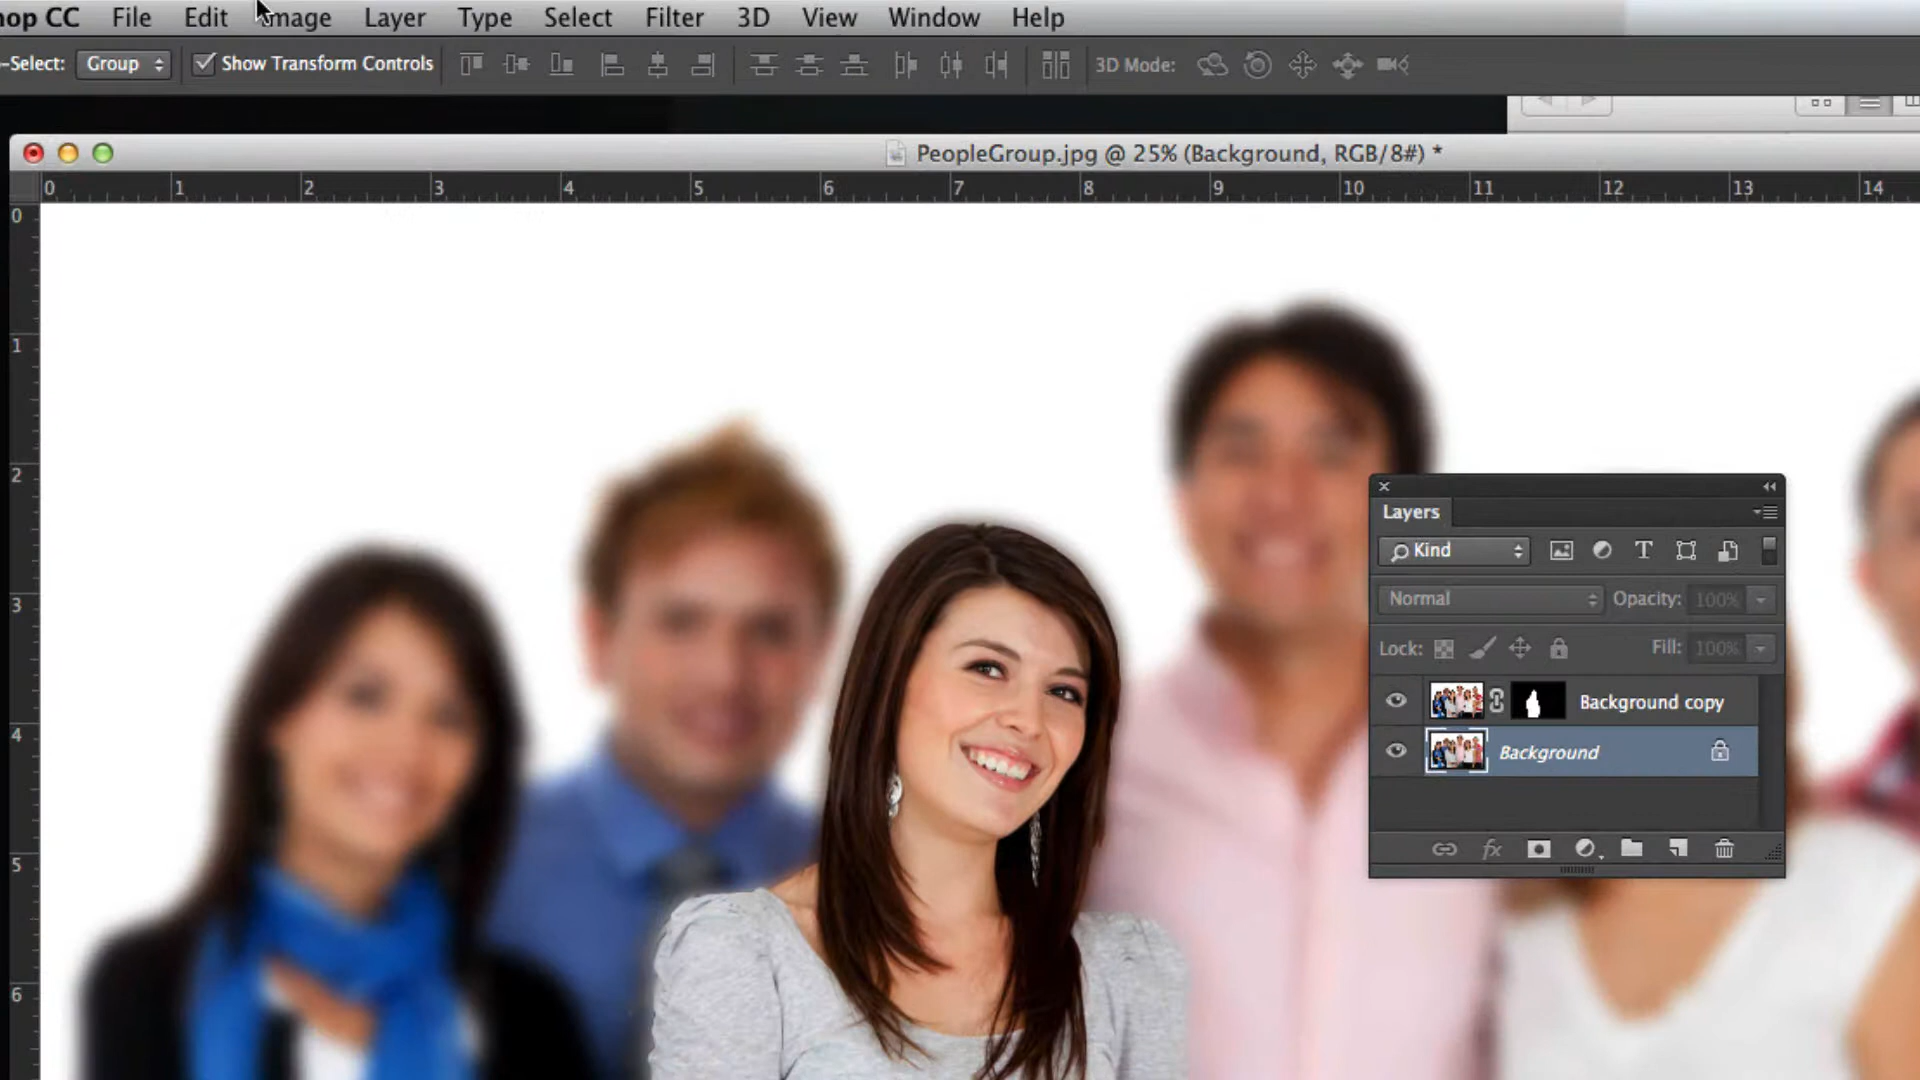 hop CC File Edit Image Layer Type Select Filter 3D View Window Help
-Select: Group Show Transform Controls 3D Mode:
PeopleGroup.jpg @ 25% (Background, RGB/8#) *
0 1 2 3 4 5 6 7 8 9 10 11 12 13 14
0
1
2
3
4
5
6
Layers
Kind
Normal Opacity: 100%
Lock: Fill: 100%
Background copy
Background